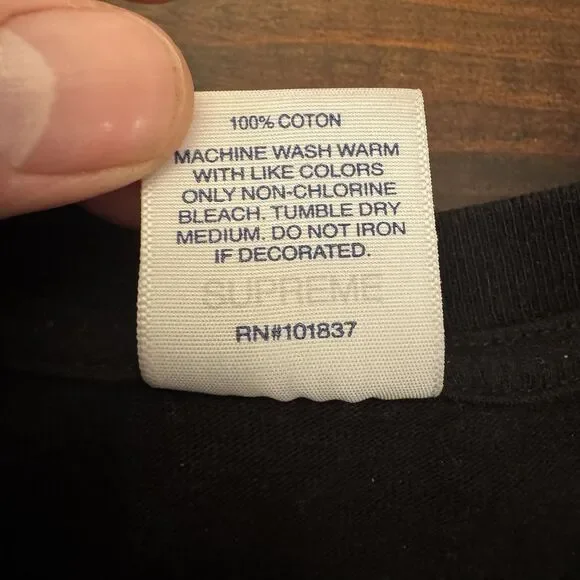 100% COTON
MACHINE WASH WARM
WITH LIKE COLORS
ONLY NON-CHLORINE
BLEACH. TUMBLE DRY
MEDIUM. DO NOT IRON
IF DECORATED.
SUPREME
RN#101837